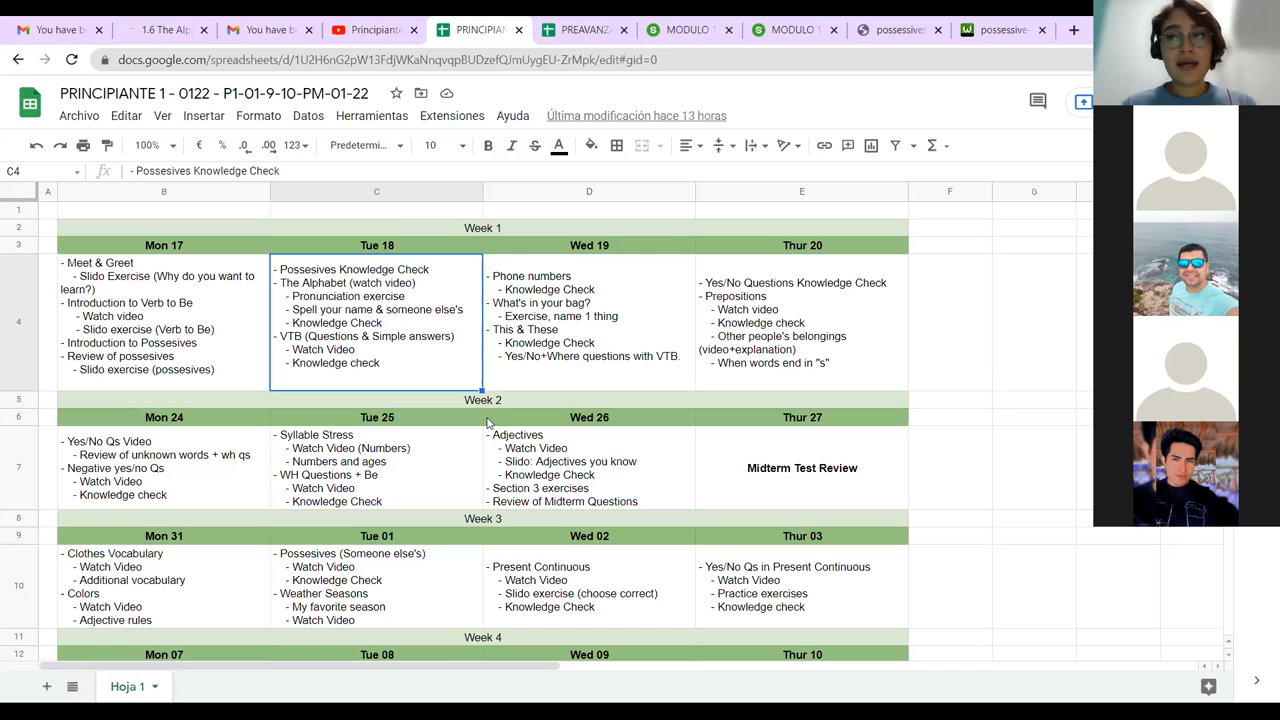 You have b
1.6 The Alp
You have b
Principiante
PRINCIPIAN
PREAVANZ
MODULO 1
MODULO 1
possessives
possessive-
docs.google.com/spreadsheets/d/1U2H6nG2pW13FdjWKaNnqvqpBUDzefQJmUygEU-ZrMpk/edit#gid=0
PRINCIPIANTE 1 - 0122 - P1-01-9-10-PM-01-22
Archivo Editar Ver Insertar Formato Datos Herramientas Extensiones Ayuda Última modificación hace 13 horas
100% € % .0 .00 123 Predetermi... 10 B I S A
C4 fx - Possesives Knowledge Check
A B C D E F G
1
2 Week 1
3 Mon 17 Tue 18 Wed 19 Thur 20
4
- Meet & Greet
- Slido Exercise (Why do you want to
learn?)
- Introduction to Verb to Be
- Watch video
- Slido exercise (Verb to Be)
- Introduction to Possesives
- Review of possesives
- Slido exercise (possesives)
- Possesives Knowledge Check
- The Alphabet (watch video)
- Pronunciation exercise
- Spell your name & someone else's
- Knowledge Check
- VTB (Questions & Simple answers)
- Watch Video
- Knowledge check
- Phone numbers
- Knowledge Check
- What's in your bag?
- Exercise, name 1 thing
- This & These
- Knowledge Check
- Yes/No+Where questions with VTB.
- Yes/No Questions Knowledge Check
- Prepositions
- Watch video
- Knowledge check
- Other people's belongings
(video+explanation)
- When words end in "s"
5 Week 2
6 Mon 24 Tue 25 Wed 26 Thur 27
7
- Yes/No Qs Video
- Review of unknown words + wh qs
- Negative yes/no Qs
- Watch Video
- Knowledge check
- Syllable Stress
- Watch Video (Numbers)
- Numbers and ages
- WH Questions + Be
- Watch Video
- Knowledge Check
- Adjectives
- Watch Video
- Slido: Adjectives you know
- Knowledge Check
- Section 3 exercises
- Review of Midterm Questions
Midterm Test Review
8 Week 3
9 Mon 31 Tue 01 Wed 02 Thur 03
10
- Clothes Vocabulary
- Watch Video
- Additional vocabulary
- Colors
- Watch Video
- Adjective rules
- Possesives (Someone else's)
- Watch Video
- Knowledge Check
- Weather Seasons
- My favorite season
- Watch Video
- Present Continuous
- Watch Video
- Slido exercise (choose correct)
- Knowledge Check
- Yes/No Qs in Present Continuous
- Watch Video
- Practice exercises
- Knowledge check
11 Week 4
12 Mon 07 Tue 08 Wed 09 Thur 10
Hoja 1